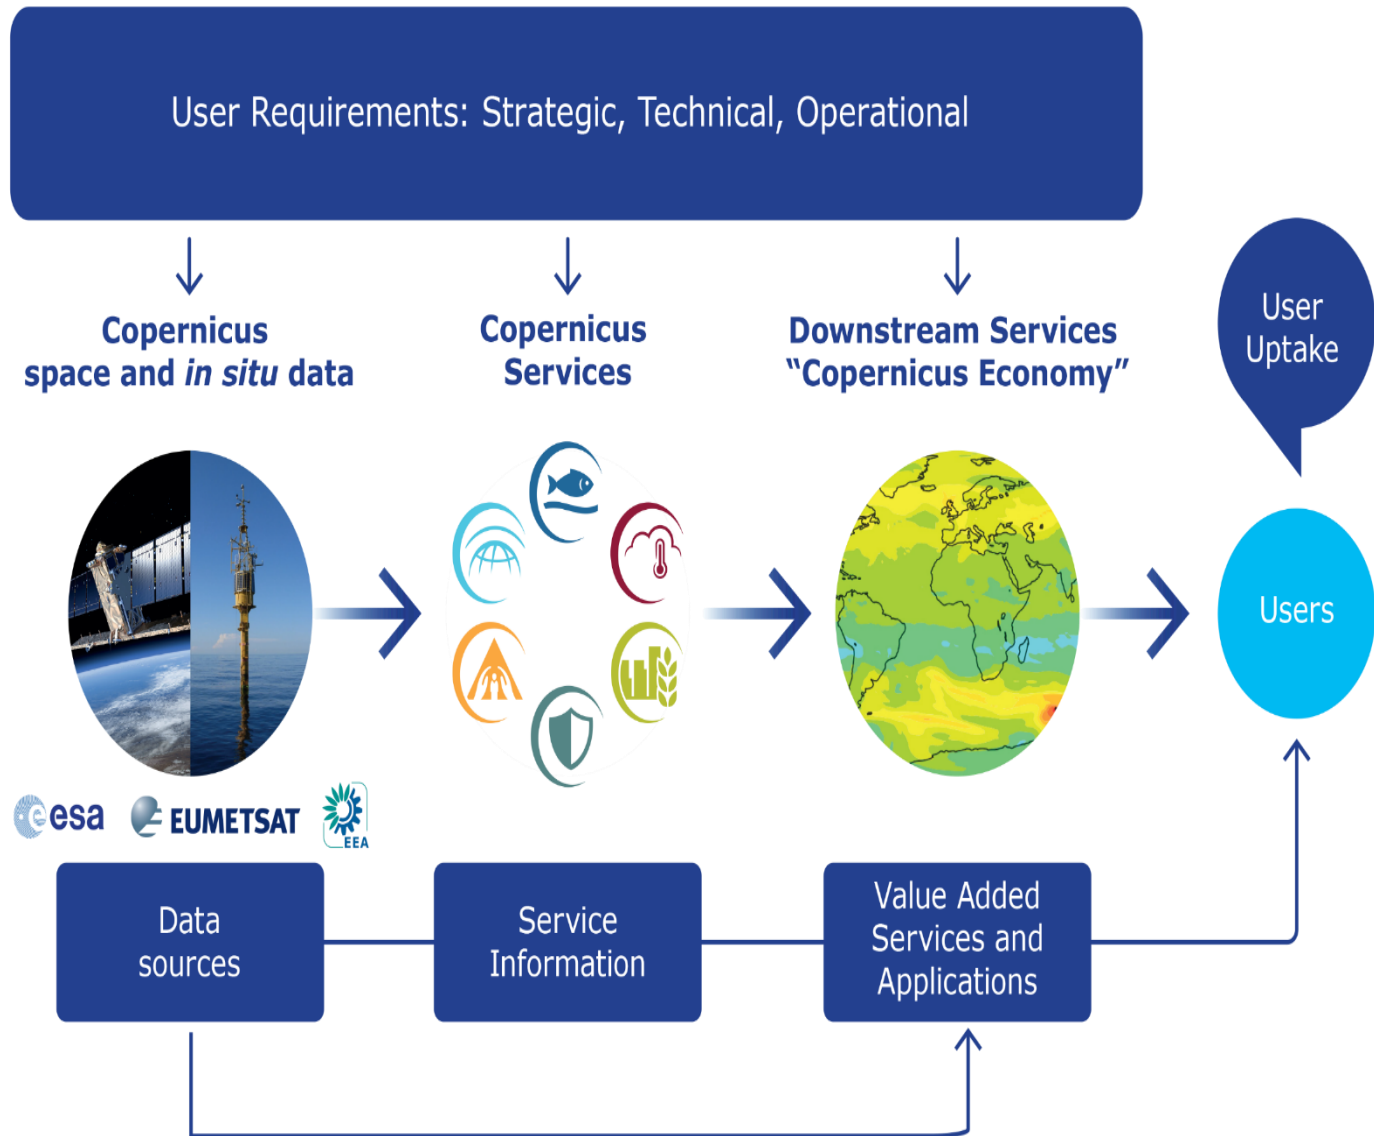 User Requirements: Strategic, Technical, Operational
Copernicus
space and in situ data
Copernicus
Services
Downstream Services
“Copernicus Economy”
User
Uptake
Users
esa
EUMETSAT
EEA
Data
sources
Service
Information
Value Added
Services and
Applications